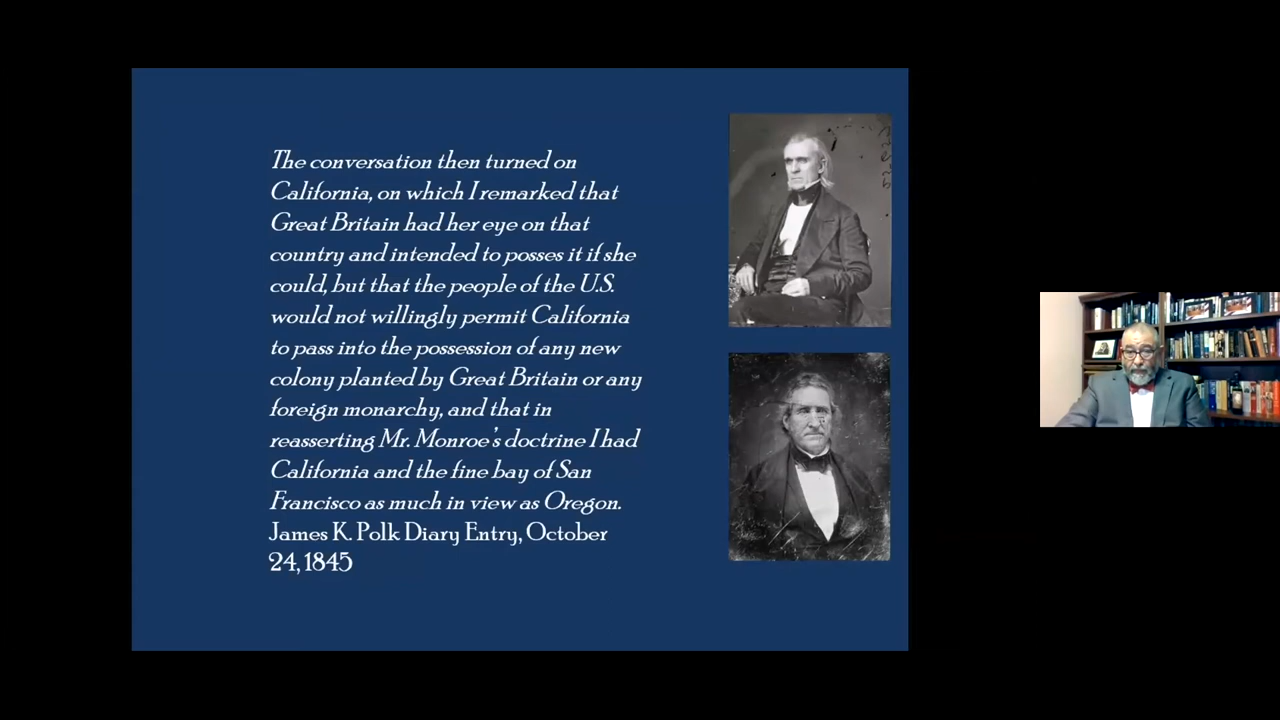 The conversation then turned on
California, on which I remarked that
Great Britain had her eye on that
country and intended to posses it if she
could, but that the people of the U.S.
would not willingly permit California
to pass into the possession of any new
colony planted by Great Britain or any
foreign monarchy, and that in
reasserting Mr. Monroe's doctrine I had
California and the fine bay of San
Francisco as much in view as Oregon.
James K. Polk Diary Entry, October
24, 1845